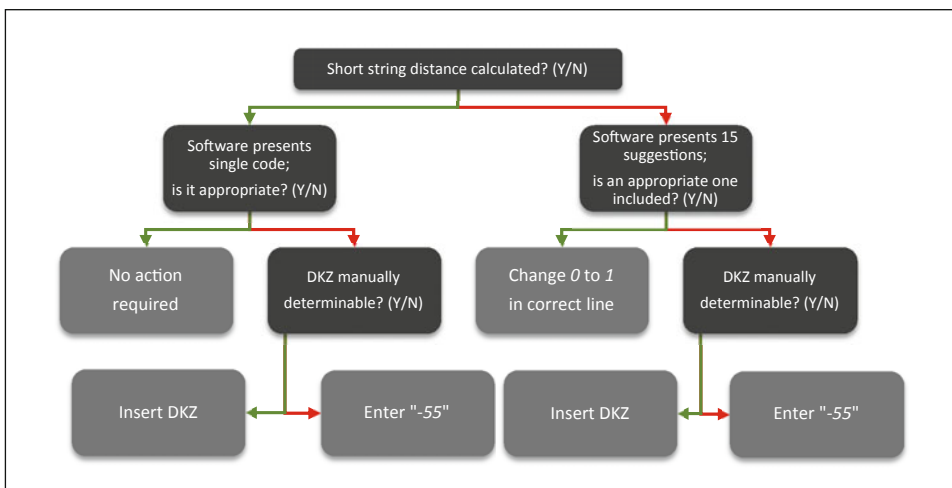 Short string distance calculated? (Y/N)
Software presents
single code;
is it appropriate? (Y/N)
Software presents 15
suggestions;
is an appropriate one
included? (Y/N)
No action
required
DKZ manually
determinable? (Y/N)
Change 0 to 1
in correct line
DKZ manually
determinable? (Y/N)
Insert DKZ
Enter "-55"
Insert DKZ
Enter "-55"